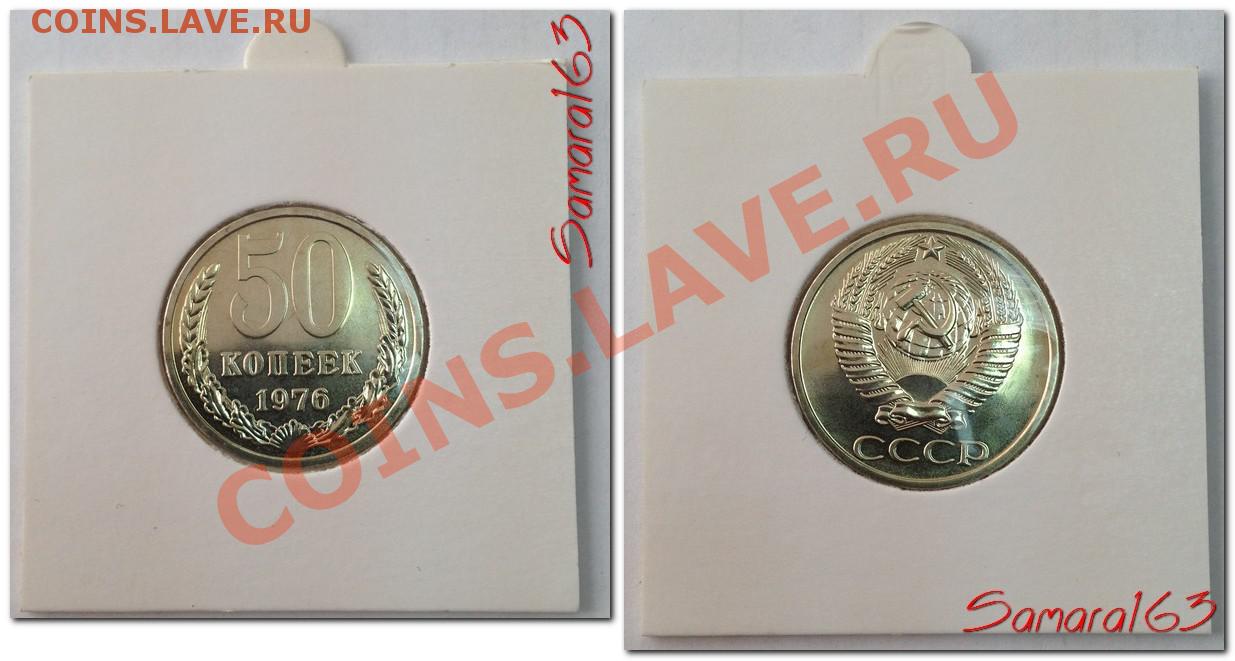 COINS.LAVE.RU
Samara163
50
КОПЕЕК
1976
COINS.LAVE.RU
СССР
Samara163